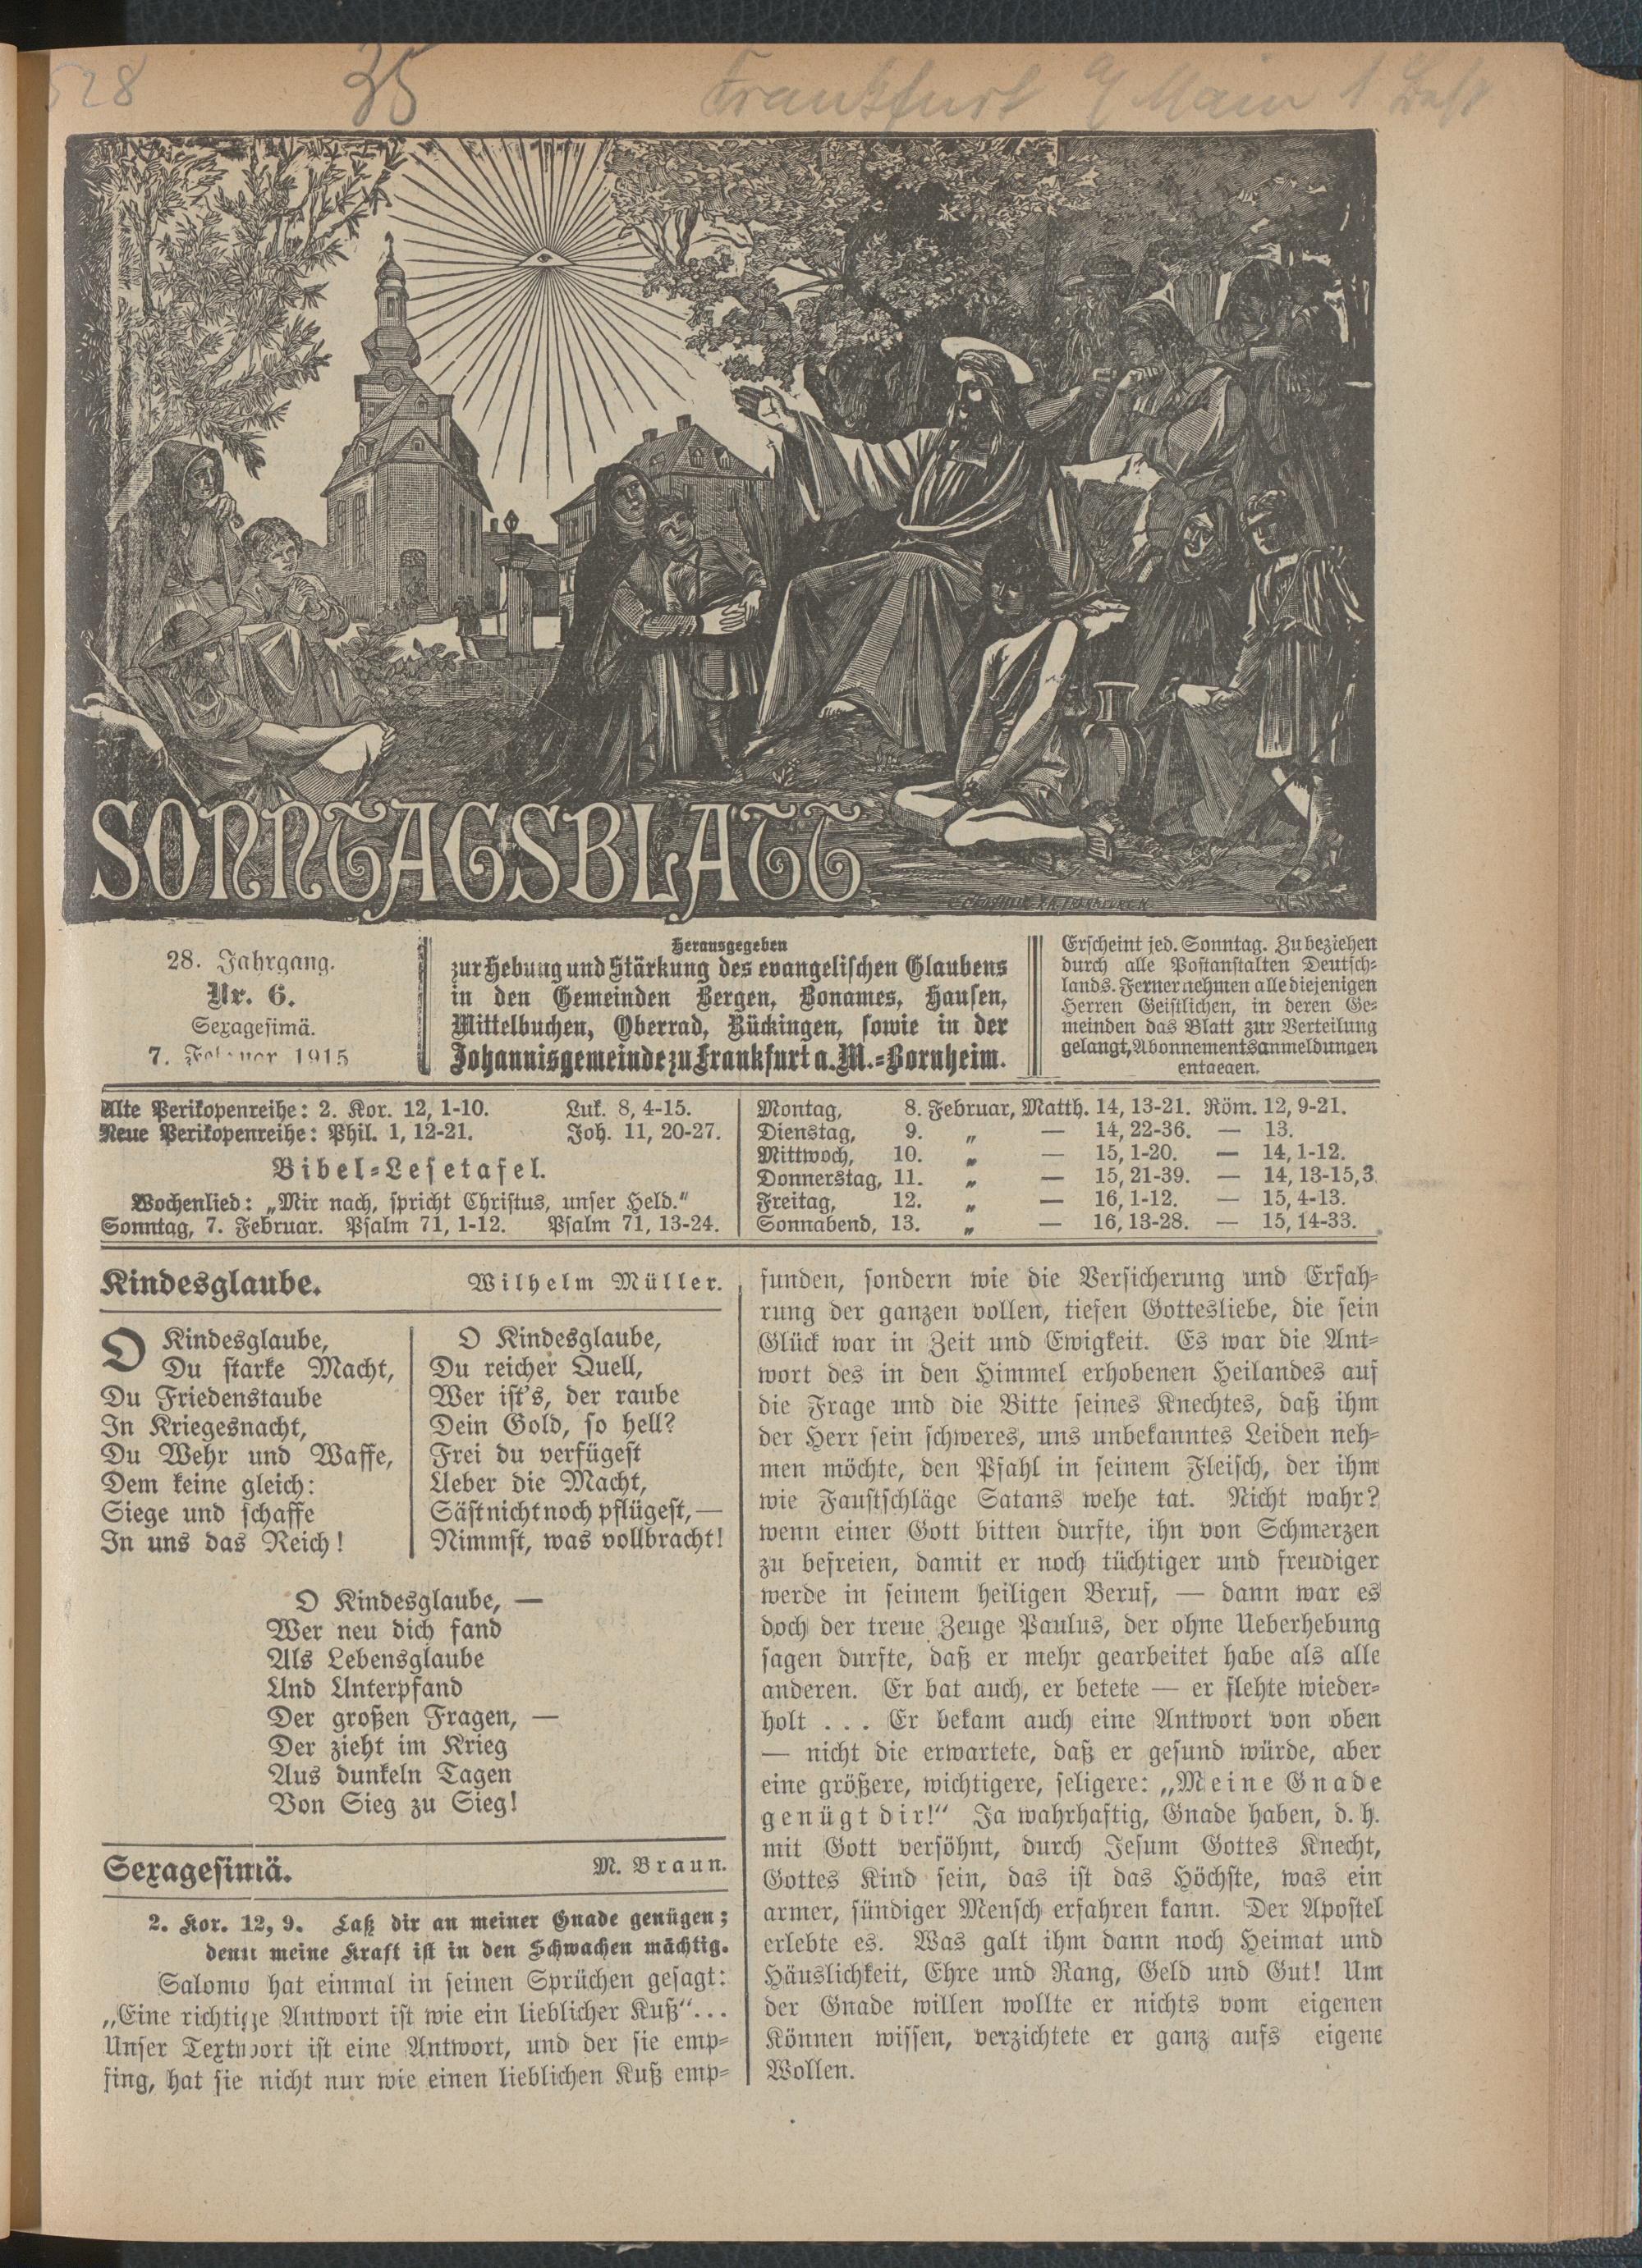 528
35
Frankfurt a/Main 1
SONNTAGSBLATT
28. Jahrgang.
Nr. 6.
Sexagesimä.
7. Februar 1915
Herausgegeben
zur Hebung und Stärkung des evangelischen Glaubens
in den Gemeinden Bergen, Bonames, Hausen,
Mittelbuchen, Oberrad, Rückingen, sowie in der
Johannisgemeinde zu Frankfurt a. M.-Bornheim.
Erscheint jed. Sonntag. Zu beziehen
durch alle Postanstalten Deutsch-
lands. Ferner nehmen alle diejenigen
Herren Geistlichen, in deren Ge-
meinden das Blatt zur Verteilung
gelangt, Abonnementsanmeldungen
entgegen.
Alte Perikopenreihe: 2. Kor. 12, 1-10. Luk. 8, 4-15.
Neue Perikopenreihe: Phil. 1, 12-21. Joh. 11, 20-27.
Bibel-Lesetafel.
Wochenlied: „Mir nach, spricht Christus, unser Held.“
Sonntag, 7. Februar. Psalm 71, 1-12. Psalm 71, 13-24.
Montag, 8. Februar, Matth. 14, 13-21. Röm. 12, 9-21.
Dienstag, 9. „ — 14, 22-36. — 13.
Mittwoch, 10. „ — 15, 1-20. — 14, 1-12.
Donnerstag, 11. „ — 15, 21-39. — 14, 13-15, 3.
Freitag, 12. „ — 16, 1-12. — 15, 4-13.
Sonnabend, 13. „ — 16, 13-28. — 15, 14-33.
Kindesglaube. Wilhelm Müller.
O Kindesglaube,
Du starke Macht,
Du Friedenstaube
In Kriegesnacht,
Du Wehr und Waffe,
Dem keine gleich:
Siege und schaffe
In uns das Reich!
O Kindesglaube,
Du reicher Quell,
Wer ist's, der raube
Dein Gold, so hell?
Frei du verfügest
Ueber die Macht,
Säst nicht noch pflügest, —
Nimmst, was vollbracht!
O Kindesglaube, —
Wer neu dich fand
Als Lebensglaube
Und Unterpfand
Der großen Fragen, —
Der zieht im Krieg
Aus dunkeln Tagen
Von Sieg zu Sieg!
Sexagesimä. M. Braun.
2. Kor. 12, 9. Laß dir an meiner Gnade genügen;
denn meine Kraft ist in den Schwachen mächtig.
Salomo hat einmal in seinen Sprüchen gesagt:
„Eine richtige Antwort ist wie ein lieblicher Kuß“...
Unser Textwort ist eine Antwort, und der sie emp-
fing, hat sie nicht nur wie einen lieblichen Kuß emp-
funden, sondern wie die Versicherung und Erfah-
rung der ganzen vollen, tiefen Gottesliebe, die sein
Glück war in Zeit und Ewigkeit. Es war die Ant-
wort des in den Himmel erhobenen Heilandes auf
die Frage und die Bitte seines Knechtes, daß ihm
der Herr sein schweres, uns unbekanntes Leiden neh-
men möchte, den Pfahl in seinem Fleisch, der ihm
wie Faustschläge Satans wehe tat. Nicht wahr?
wenn einer Gott bitten durfte, ihn von Schmerzen
zu befreien, damit er noch tüchtiger und freudiger
werde in seinem heiligen Beruf, — dann war es
doch der treue Zeuge Paulus, der ohne Ueberhebung
sagen durfte, daß er mehr gearbeitet habe als alle
anderen. Er bat auch, er betete — er flehte wieder-
holt ... Er bekam auch eine Antwort von oben
— nicht die erwartete, daß er gesund würde, aber
eine größere, wichtigere, seligere: „Meine Gnade
genügt dir!“ Ja wahrhaftig, Gnade haben, d. h.
mit Gott versöhnt, durch Jesum Gottes Knecht,
Gottes Kind sein, das ist das Höchste, was ein
armer, sündiger Mensch erfahren kann. Der Apostel
erlebte es. Was galt ihm dann noch Heimat und
Häuslichkeit, Ehre und Rang, Geld und Gut! Um
der Gnade willen wollte er nichts vom eigenen
Können wissen, verzichtete er ganz aufs eigene
Wollen.